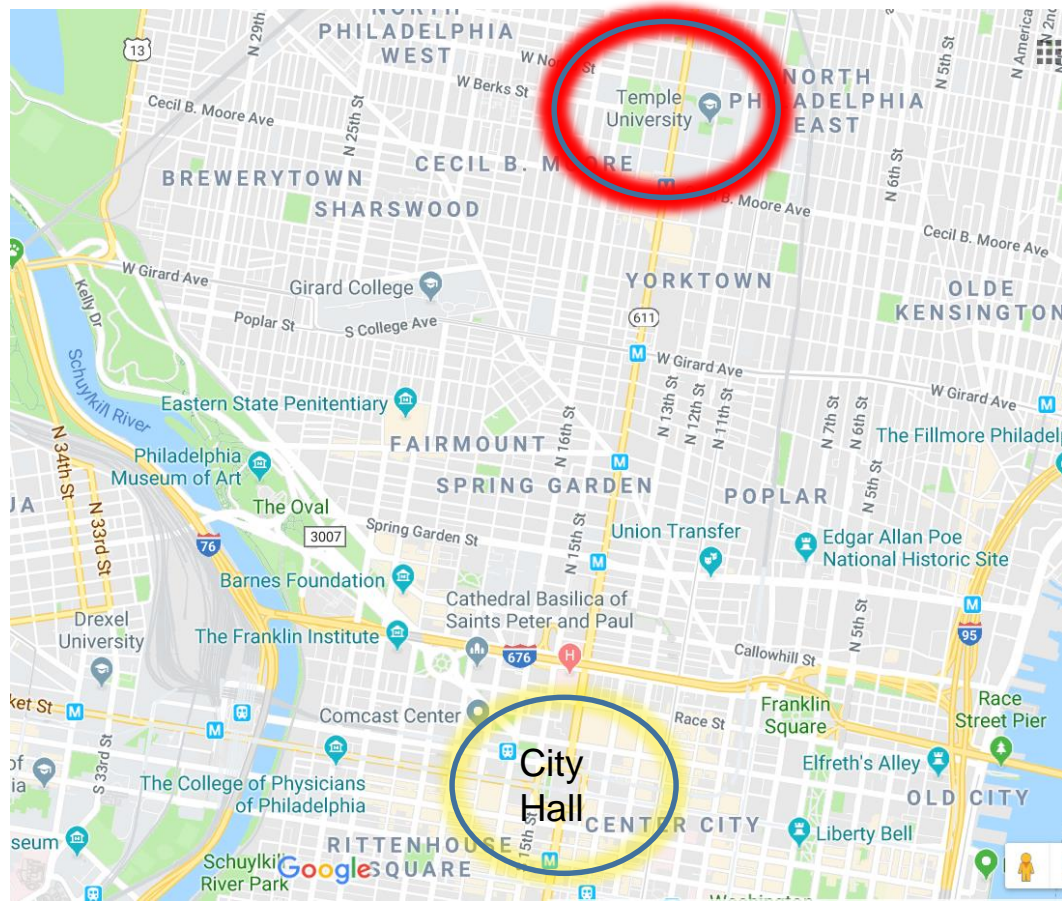 NORTH
PHILADELPHIA
WEST
13
N 29th
N 25th St
W Berks St
Cecil B. Moore Ave
Temple
University
NORTH
PHILADELPHIA
EAST
N 5th St
N America
N 6th St
CECIL B. MOORE
B. Moore Ave
Cecil B. Moore Ave
BREWERYTOWN
SHARSWOOD
W Girard Ave
Kelly Dr
Girard College
YORKTOWN
OLDE
KENSINGTON
Poplar St
S College Ave
611
M
W Girard Ave
W Girard Ave
M
Schuylkill River
Eastern State Penitentiary
N 16th St
N 13th St
N 12th St
N 11th St
N 7th St
N 6th St
The Fillmore Philadel
FAIRMOUNT
M
N 34th St
N 33rd St
Philadelphia
Museum of Art
SPRING GARDEN
POPLAR
N 5th St
The Oval
3007
Spring Garden St
76
N 15th St
M
Union Transfer
Edgar Allan Poe
National Historic Site
Barnes Foundation
Cathedral Basilica of
Saints Peter and Paul
M
Drexel
University
The Franklin Institute
676
H
Callowhill St
N 5th St
95
ket St
M
M
Comcast Center
Race St
Franklin
Square
Race
Street Pier
City
Hall
S 33rd St
The College of Physicians
of Philadelphia
Elfreth's Alley
OLD CITY
15th St
CENTER CITY
Liberty Bell
seum
RITTENHOUSE
SQUARE
M
Schuylkil
River Park
Google